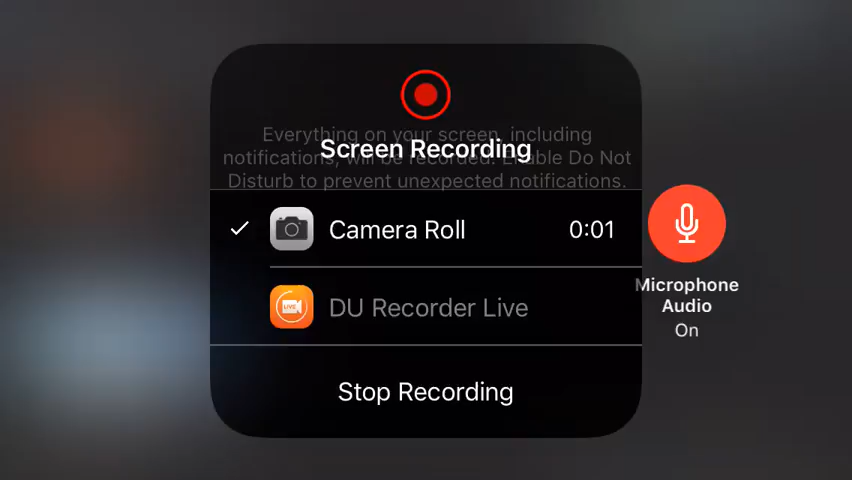 Everything on your screen, including
Screen Recording
notifications, will be recorded. Enable Do Not
Disturb to prevent unexpected notifications.
Camera Roll 0:01
LIVE
DU Recorder Live
Stop Recording
Microphone
Audio
On